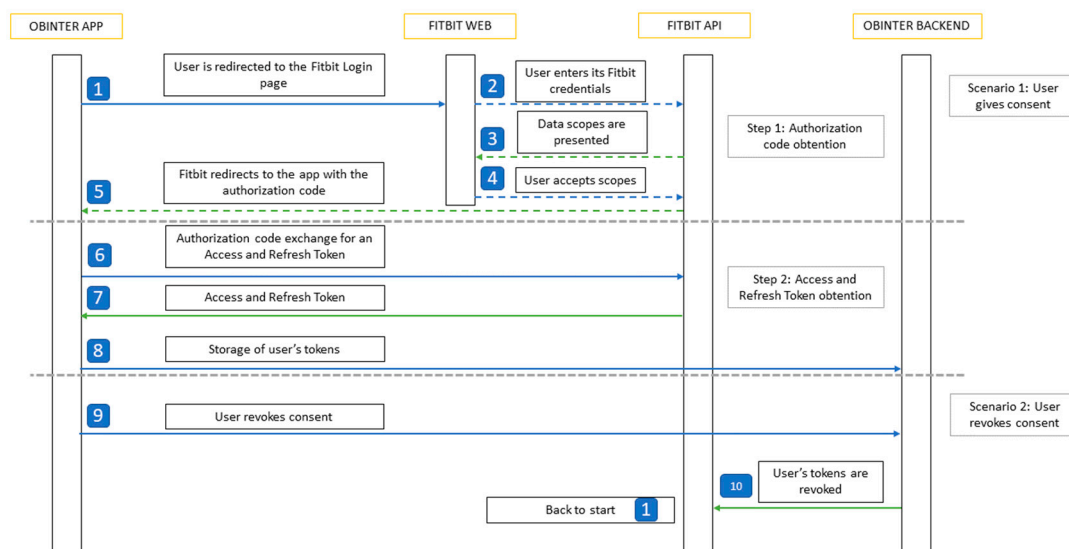 OBINTER APP
FITBIT WEB
FITBIT API
OBINTER BACKEND
1
User is redirected to the Fitbit Login
page
2
User enters its Fitbit
credentials
Scenario 1: User
gives consent
3
Data scopes are
presented
Step 1: Authorization
code obtention
4
User accepts scopes
5
Fitbit redirects to the app with the
authorization code
6
Authorization code exchange for an
Access and Refresh Token
Step 2: Access and
Refresh Token obtention
7
Access and Refresh Token
8
Storage of user's tokens
9
User revokes consent
Scenario 2: User
revokes consent
10
User's tokens are
revoked
Back to start
1